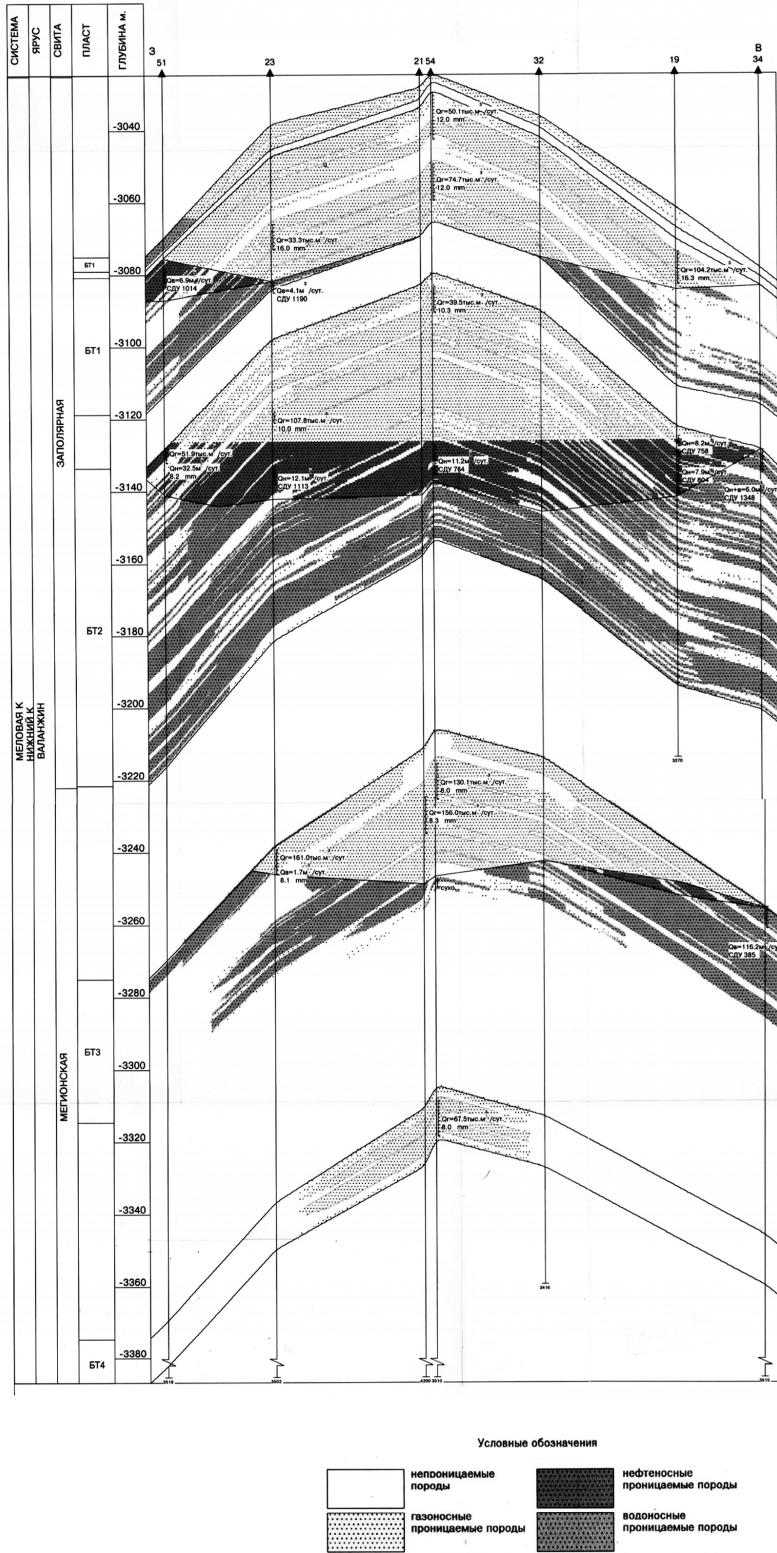 СИСТЕМА
ЯРУС
СВИТА
ПЛАСТ
ГЛУБИНА м.
З
51
23
21 54
32
19
В
34
-3040
-3060
-3080
-3100
-3120
-3140
-3160
-3180
-3200
-3220
-3240
-3260
-3280
-3300
-3320
-3340
-3360
-3380
МЕЛОВАЯ К
НИЖНИЙ К
ВАЛАНЖИН
ЗАПОЛЯРНАЯ
МЕГИОНСКАЯ
БТ1
БТ1
БТ2
БТ3
БТ4
Qг=50.1тыс.м3/сут.
12.0 mm
Qг=74.7тыс.м3/сут.
12.0 mm
Qг=33.3тыс.м3/сут.
16.0 mm
Qг=104.2тыс.м3/сут
16.3 mm
Qв=6.9м3/сут.
СДУ 1014
Qв=4.1м3/сут.
СДУ 1190
Qг=39.5тыс.м3/сут.
10.3 mm
Qг=107.8тыс.м3/сут.
10.0 mm
Qг=51.9тыс.м3/сут.
Qн=32.5м3/сут.
8.2 mm
Qн=12.1м3/сут.
СДУ 1113
Qн=11.2м3/сут.
СДУ 784
Qн=8.2м3/сут.
СДУ 758
Qн=7.9м3/сут.
СДУ 804
Qн+в=6.0м3/су
СДУ 1348
3270
Qг=130.1тыс.м3/сут.
8.0 mm
Qг=156.0тыс.м3/сут.
8.3 mm
Qг=161.0тыс.м3/сут
Qв=1.7м3/сут.
8.1 mm
сухо
Qв=116.2м3/су
СДУ 385
Qг=67.5тыс.м3/сут.
8.0 mm
3416
3519
3503
3510
3515
Условные обозначения
непроницаемые
породы
нефтеносные
проницаемые породы
газоносные
проницаемые породы
водоносные
проницаемые породы